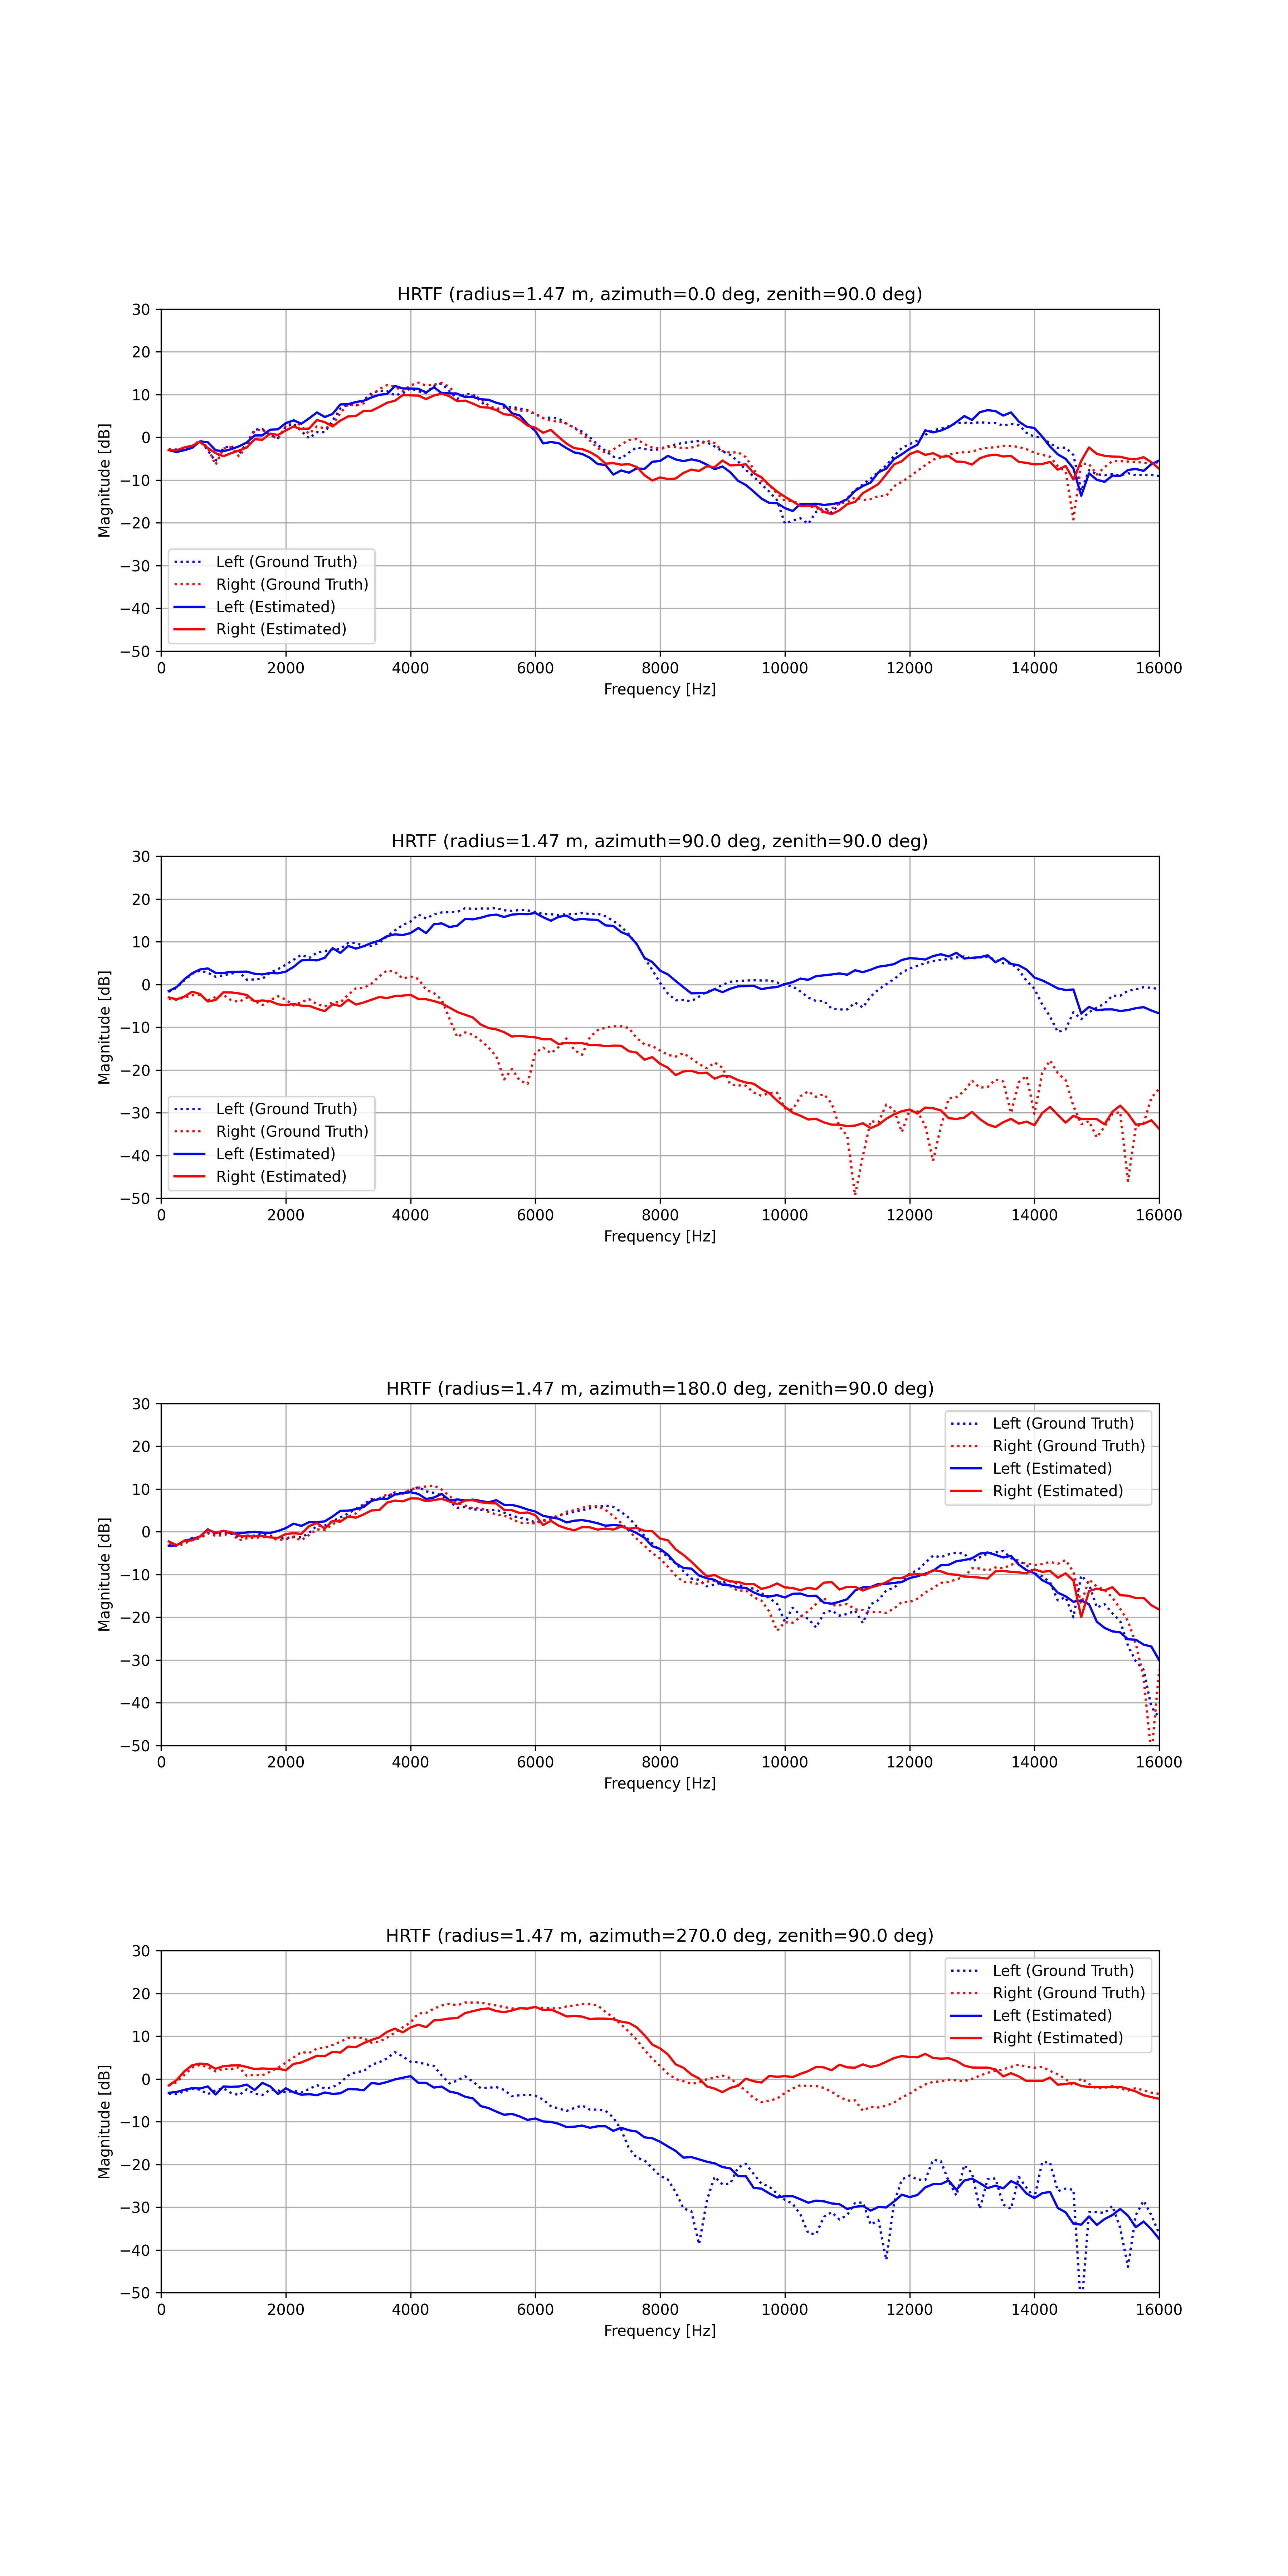 HRTF (radius=1.47 m, azimuth=0.0 deg, zenith=90.0 deg)
30
20
10
0
−10
−20
−30
−40
−50
Magnitude [dB]
Left (Ground Truth)
Right (Ground Truth)
Left (Estimated)
Right (Estimated)
0 2000 4000 6000 8000 10000 12000 14000 16000
Frequency [Hz]
HRTF (radius=1.47 m, azimuth=90.0 deg, zenith=90.0 deg)
30
20
10
0
−10
−20
−30
−40
−50
Magnitude [dB]
Left (Ground Truth)
Right (Ground Truth)
Left (Estimated)
Right (Estimated)
0 2000 4000 6000 8000 10000 12000 14000 16000
Frequency [Hz]
HRTF (radius=1.47 m, azimuth=180.0 deg, zenith=90.0 deg)
30
20
10
0
−10
−20
−30
−40
−50
Magnitude [dB]
Left (Ground Truth)
Right (Ground Truth)
Left (Estimated)
Right (Estimated)
0 2000 4000 6000 8000 10000 12000 14000 16000
Frequency [Hz]
HRTF (radius=1.47 m, azimuth=270.0 deg, zenith=90.0 deg)
30
20
10
0
−10
−20
−30
−40
−50
Magnitude [dB]
Left (Ground Truth)
Right (Ground Truth)
Left (Estimated)
Right (Estimated)
0 2000 4000 6000 8000 10000 12000 14000 16000
Frequency [Hz]